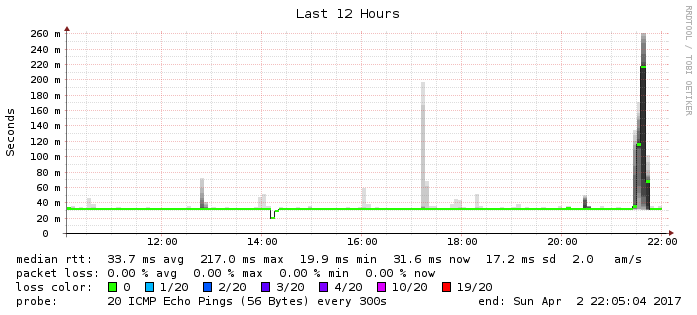 Last 12 Hours
RRDTOOL / TOBI OETIKER
Seconds
260 m
240 m
220 m
200 m
180 m
160 m
140 m
120 m
100 m
80 m
60 m
40 m
20 m
0
12:00 14:00 16:00 18:00 20:00 22:00
median rtt: 33.7 ms avg 217.0 ms max 19.9 ms min 31.6 ms now 17.2 ms sd 2.0 am/s
packet loss: 0.00 % avg 0.00 % max 0.00 % min 0.00 % now
loss color: 0 1/20 2/20 3/20 4/20 10/20 19/20
probe: 20 ICMP Echo Pings (56 Bytes) every 300s end: Sun Apr 2 22:05:04 2017